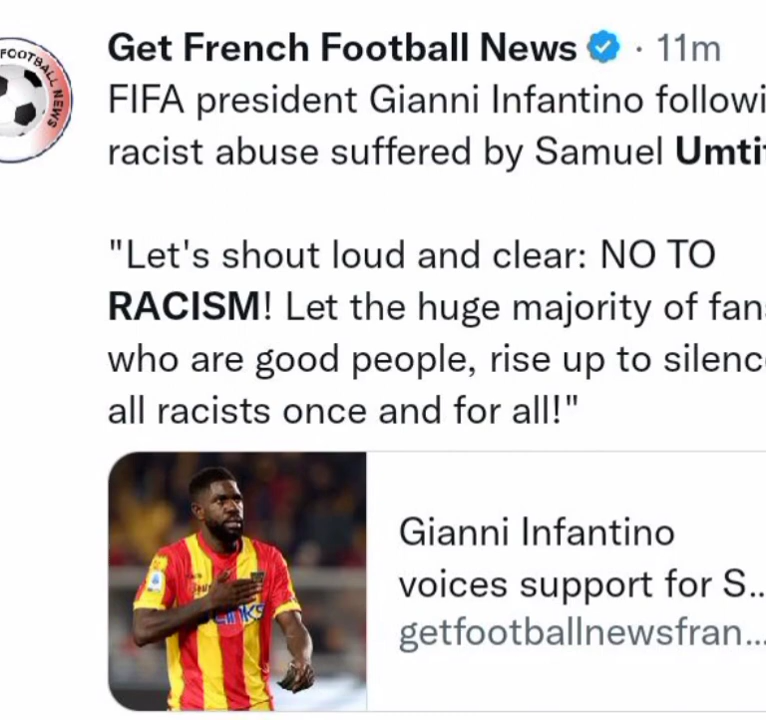 FOOTBALL NEWS
Get French Football News · 11m
FIFA president Gianni Infantino followi
racist abuse suffered by Samuel Umti
"Let's shout loud and clear: NO TO
RACISM! Let the huge majority of fan
who are good people, rise up to silenc
all racists once and for all!"
Gianni Infantino
voices support for S...
getfootballnewsfran...